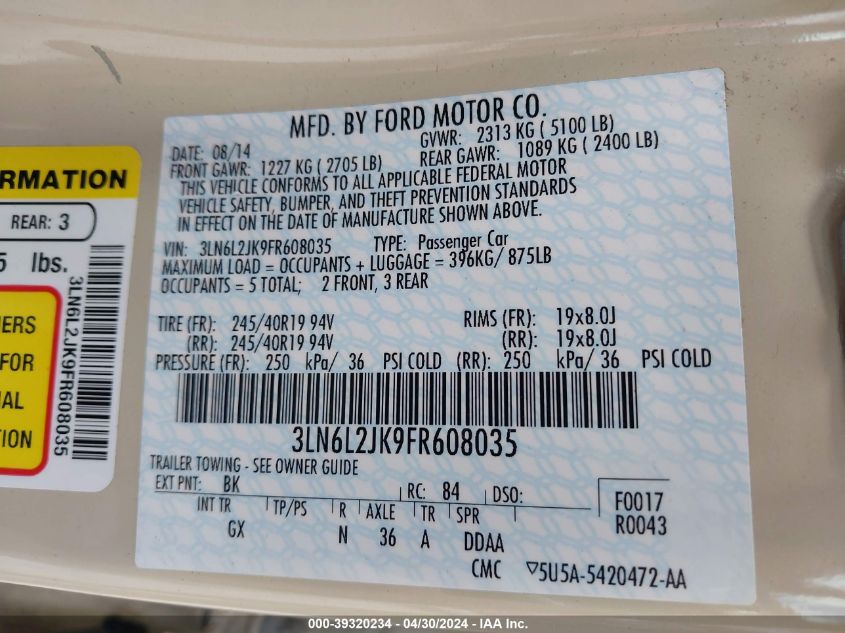 MFD. BY FORD MOTOR CO.
DATE: 08/14 GVWR: 2313 KG ( 5100 LB)
FRONT GAWR: 1227 KG ( 2705 LB) REAR GAWR: 1089 KG ( 2400 LB)
THIS VEHICLE CONFORMS TO ALL APPLICABLE FEDERAL MOTOR
VEHICLE SAFETY, BUMPER, AND THEFT PREVENTION STANDARDS
IN EFFECT ON THE DATE OF MANUFACTURE SHOWN ABOVE.
VIN: 3LN6L2JK9FR608035 TYPE: Passenger Car
MAXIMUM LOAD = OCCUPANTS + LUGGAGE = 396KG/ 875LB
OCCUPANTS = 5 TOTAL; 2 FRONT, 3 REAR
TIRE (FR): 245/40R19 94V RIMS (FR): 19x8.0J
(RR): 245/40R19 94V (RR): 19x8.0J
PRESSURE (FR): 250 kPa/ 36 PSI COLD (RR): 250 kPa/ 36 PSI COLD
3LN6L2JK9FR608035
TRAILER TOWING - SEE OWNER GUIDE
EXT PNT: BK RC: 84 DSO:
F0017
R0043
INT TR TP/PS R AXLE TR SPR
GX N 36 A DDAA
CMC ▽5U5A-5420472-AA
RMATION
REAR: 3
5 lbs.
3LN6L2JK9FR608035
ERS
FOR
AL
ION
000-39320234 - 04/30/2024 - IAA Inc.